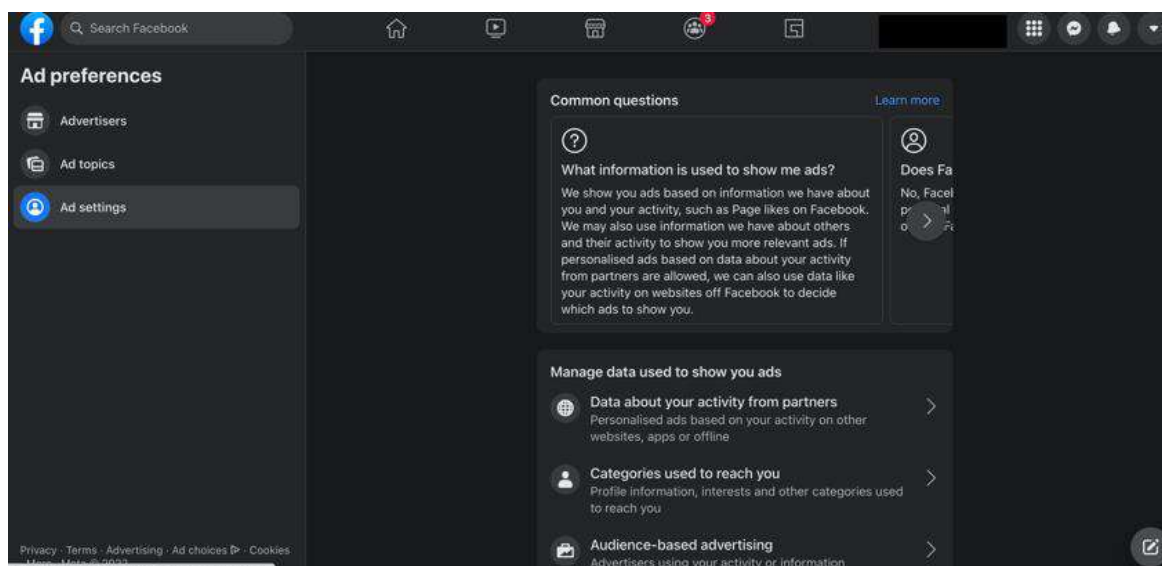 Search Facebook
3
Ad preferences
Advertisers
Ad topics
Ad settings
Privacy · Terms · Advertising · Ad choices · Cookies
Common questions
Learn more
What information is used to show me ads?
We show you ads based on information we have about
you and your activity, such as Page likes on Facebook.
We may also use information we have about others
and their activity to show you more relevant ads. If
personalised ads based on data about your activity
from partners are allowed, we can also use data like
your activity on websites off Facebook to decide
which ads to show you.
Does Fa
No, Facel
Manage data used to show you ads
Data about your activity from partners
Personalised ads based on your activity on other
websites, apps or offline
Categories used to reach you
Profile information, interests and other categories used
to reach you
Audience-based advertising
Advertisers using your activity or information